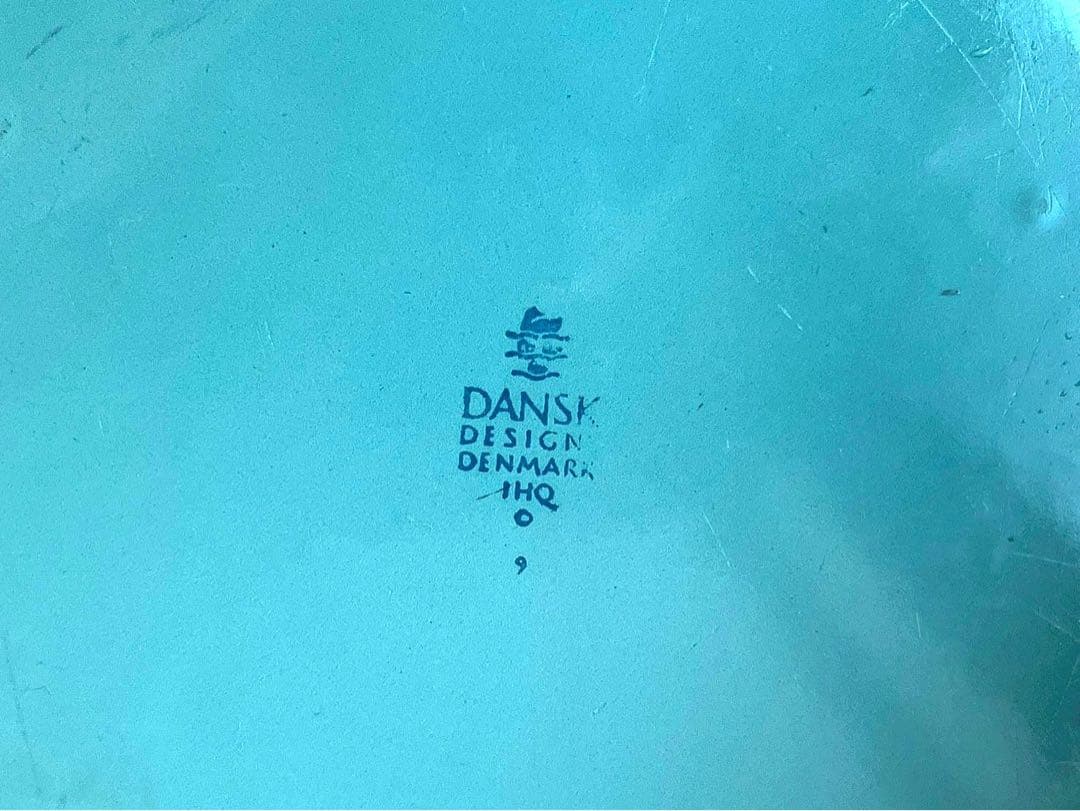 DANSK
DESIGN
DENMARK
IHQ
O
9